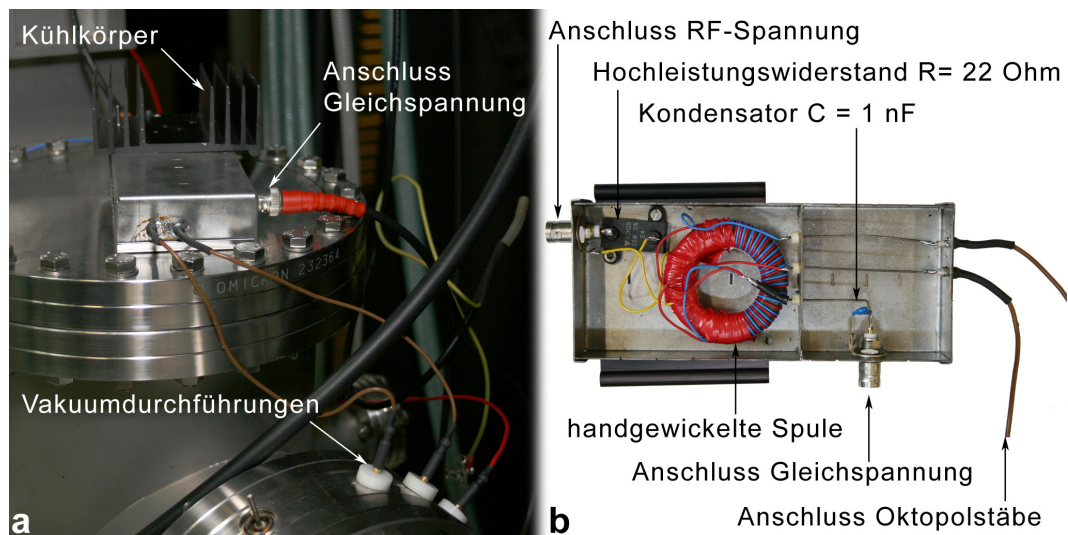 Kühlkörper
Anschluss
Gleichspannung
OMICRON 232364
Vakuumdurchführungen
a
Anschluss RF-Spannung
Hochleistungswiderstand R= 22 Ohm
Kondensator C = 1 nF
handgewickelte Spule
Anschluss Gleichspannung
Anschluss Oktopolstäbe
b